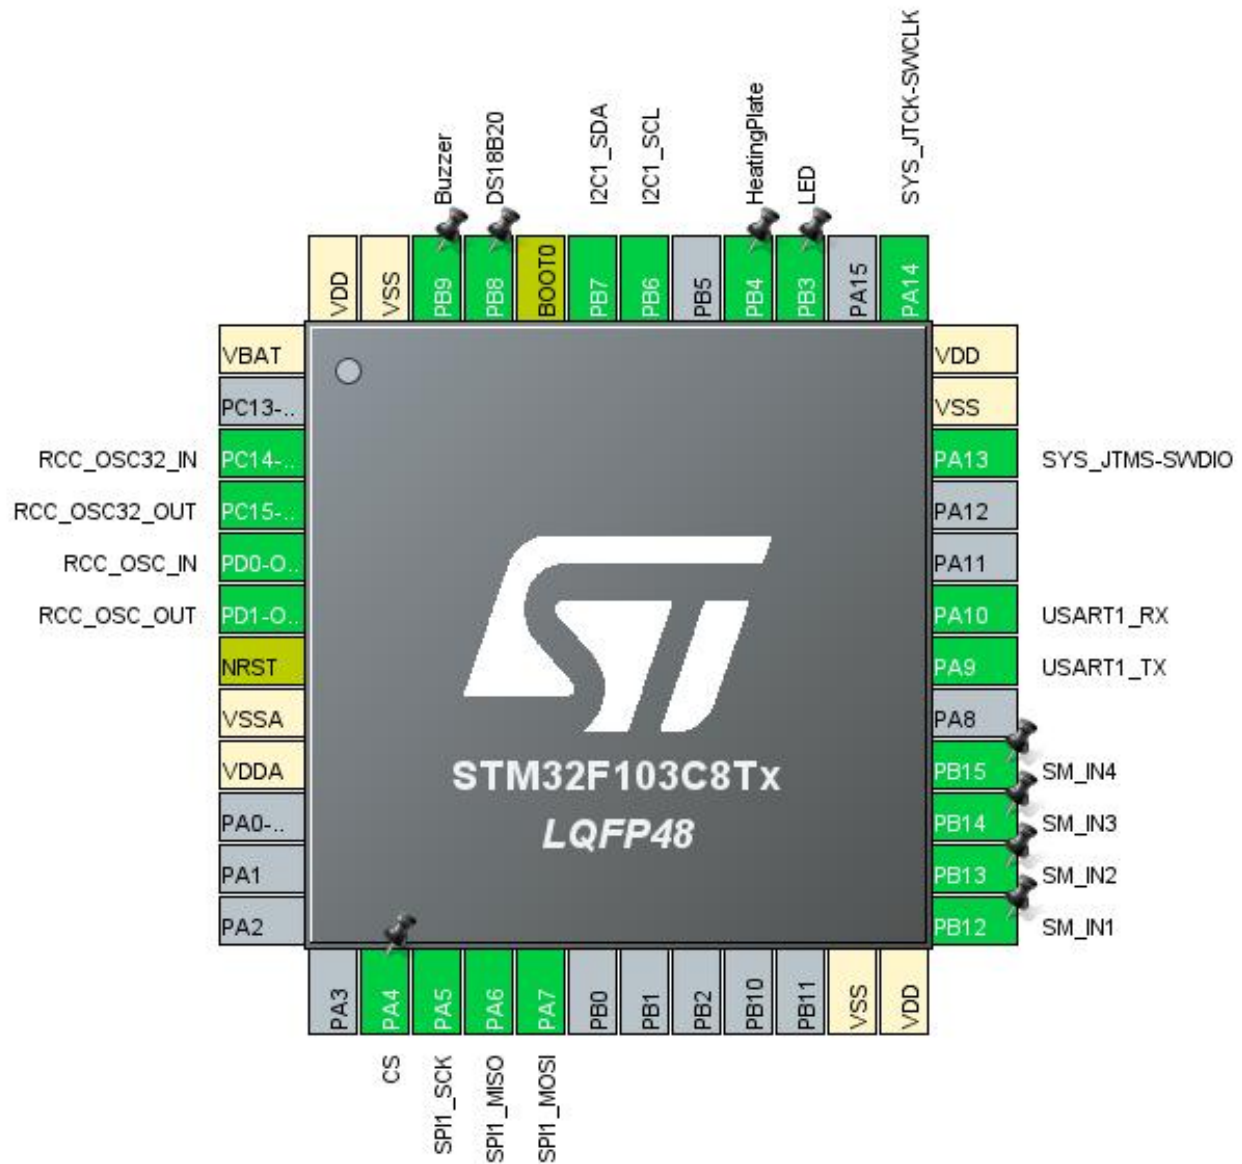 Buzzer
DS18B20
I2C1_SDA
I2C1_SCL
HeatingPlate
LED
SYS_JTCK-SWCLK
VDD
VSS
PB9
PB8
BOOT0
PB7
PB6
PB5
PB4
PB3
PA15
PA14
VBAT
PC13-..
RCC_OSC32_IN PC14-..
RCC_OSC32_OUT PC15-..
RCC_OSC_IN PD0-O..
RCC_OSC_OUT PD1-O..
NRST
VSSA
VDDA
PA0-..
PA1
PA2
VDD
VSS
PA13 SYS_JTMS-SWDIO
PA12
PA11
PA10 USART1_RX
PA9 USART1_TX
PA8
PB15 SM_IN4
PB14 SM_IN3
PB13 SM_IN2
PB12 SM_IN1
ST
STM32F103C8Tx
LQFP48
PA3
PA4
PA5
PA6
PA7
PB0
PB1
PB2
PB10
PB11
VSS
VDD
CS
SPI1_SCK
SPI1_MISO
SPI1_MOSI